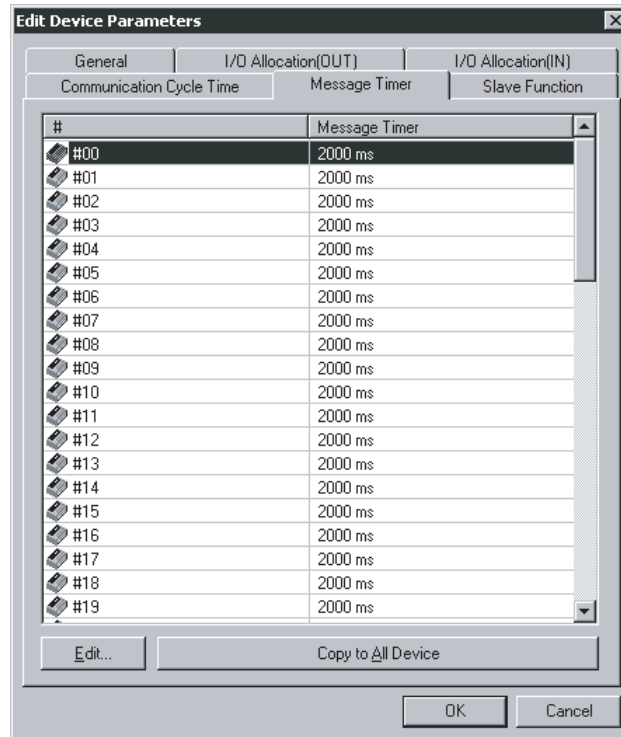 Edit Device Parameters
General I/O Allocation(OUT) I/O Allocation(IN)
Communication Cycle Time Message Timer Slave Function
# Message Timer
#00 2000 ms
#01 2000 ms
#02 2000 ms
#03 2000 ms
#04 2000 ms
#05 2000 ms
#06 2000 ms
#07 2000 ms
#08 2000 ms
#09 2000 ms
#10 2000 ms
#11 2000 ms
#12 2000 ms
#13 2000 ms
#14 2000 ms
#15 2000 ms
#16 2000 ms
#17 2000 ms
#18 2000 ms
#19 2000 ms
Edit... Copy to All Device
OK Cancel